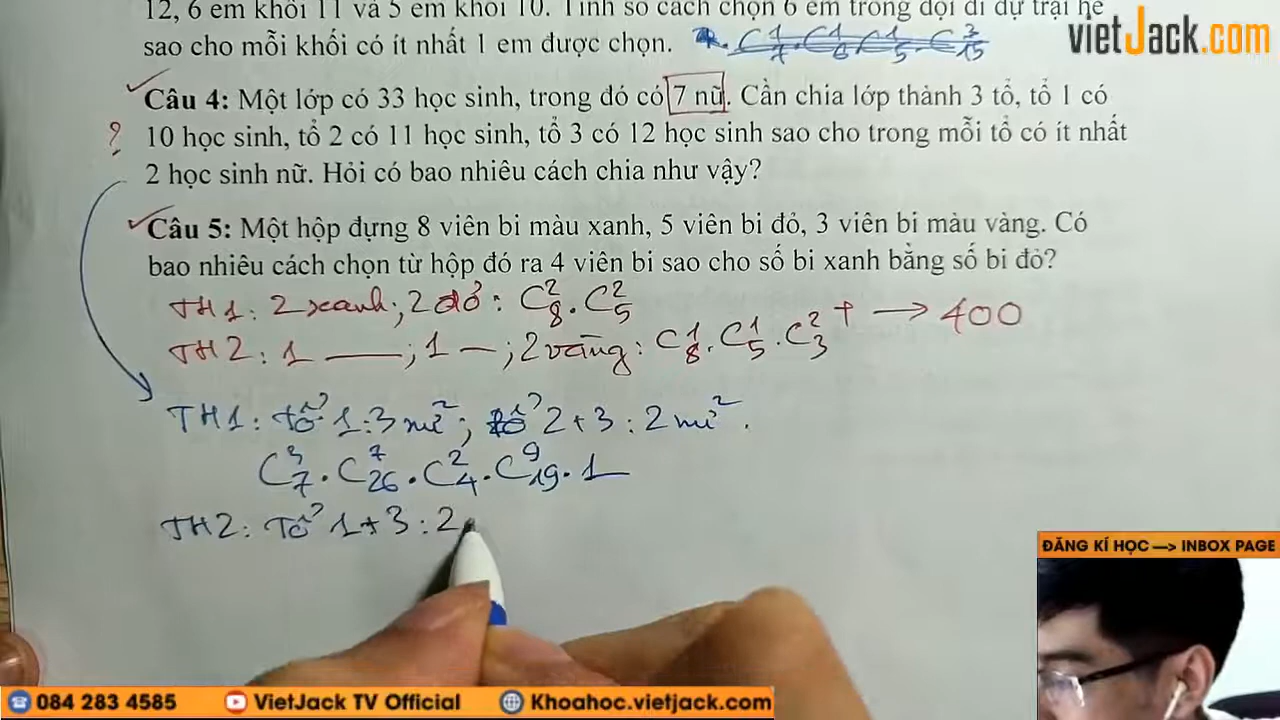 12, 6 em khối 11 và 5 em khối 10. Tính số cách chọn 6 em trong đội đi dự trại hè
vietJack.com
sao cho mỗi khối có ít nhất 1 em được chọn. C¹₇.C¹₆C¹₅.C³₁₅
Câu 4: Một lớp có 33 học sinh, trong đó có 7 nữ. Cần chia lớp thành 3 tổ, tổ 1 có
? 10 học sinh, tổ 2 có 11 học sinh, tổ 3 có 12 học sinh sao cho trong mỗi tổ có ít nhất
2 học sinh nữ. Hỏi có bao nhiêu cách chia như vậy?
Câu 5: Một hộp đựng 8 viên bi màu xanh, 5 viên bi đỏ, 3 viên bi màu vàng. Có
bao nhiêu cách chọn từ hộp đó ra 4 viên bi sao cho số bi xanh bằng số bi đỏ?
TH1: 2 xanh; 2 đỏ: C²₈.C²₅
+ → 400
TH2: 1 —; 1 —; 2 vàng: C¹₈.C¹₅.C²₃
TH1: tổ 1: 3 nữ; tổ 2+3: 2 nữ.
C³₇.C⁷₂₆.C²₄.C⁹₁₉.1
TH2: Tổ 1+3: 2
ĐĂNG KÍ HỌC —> INBOX PAGE
084 283 4585 VietJack TV Official Khoahoc.vietjack.com